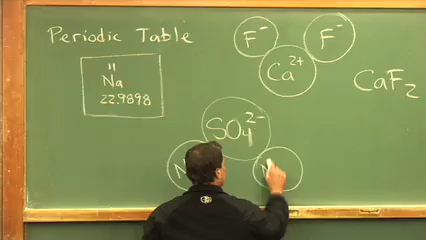 Periodic Table
11
Na
22.9898
F⁻ F⁻
Ca²⁺
CaF₂
SO₄²⁻
N